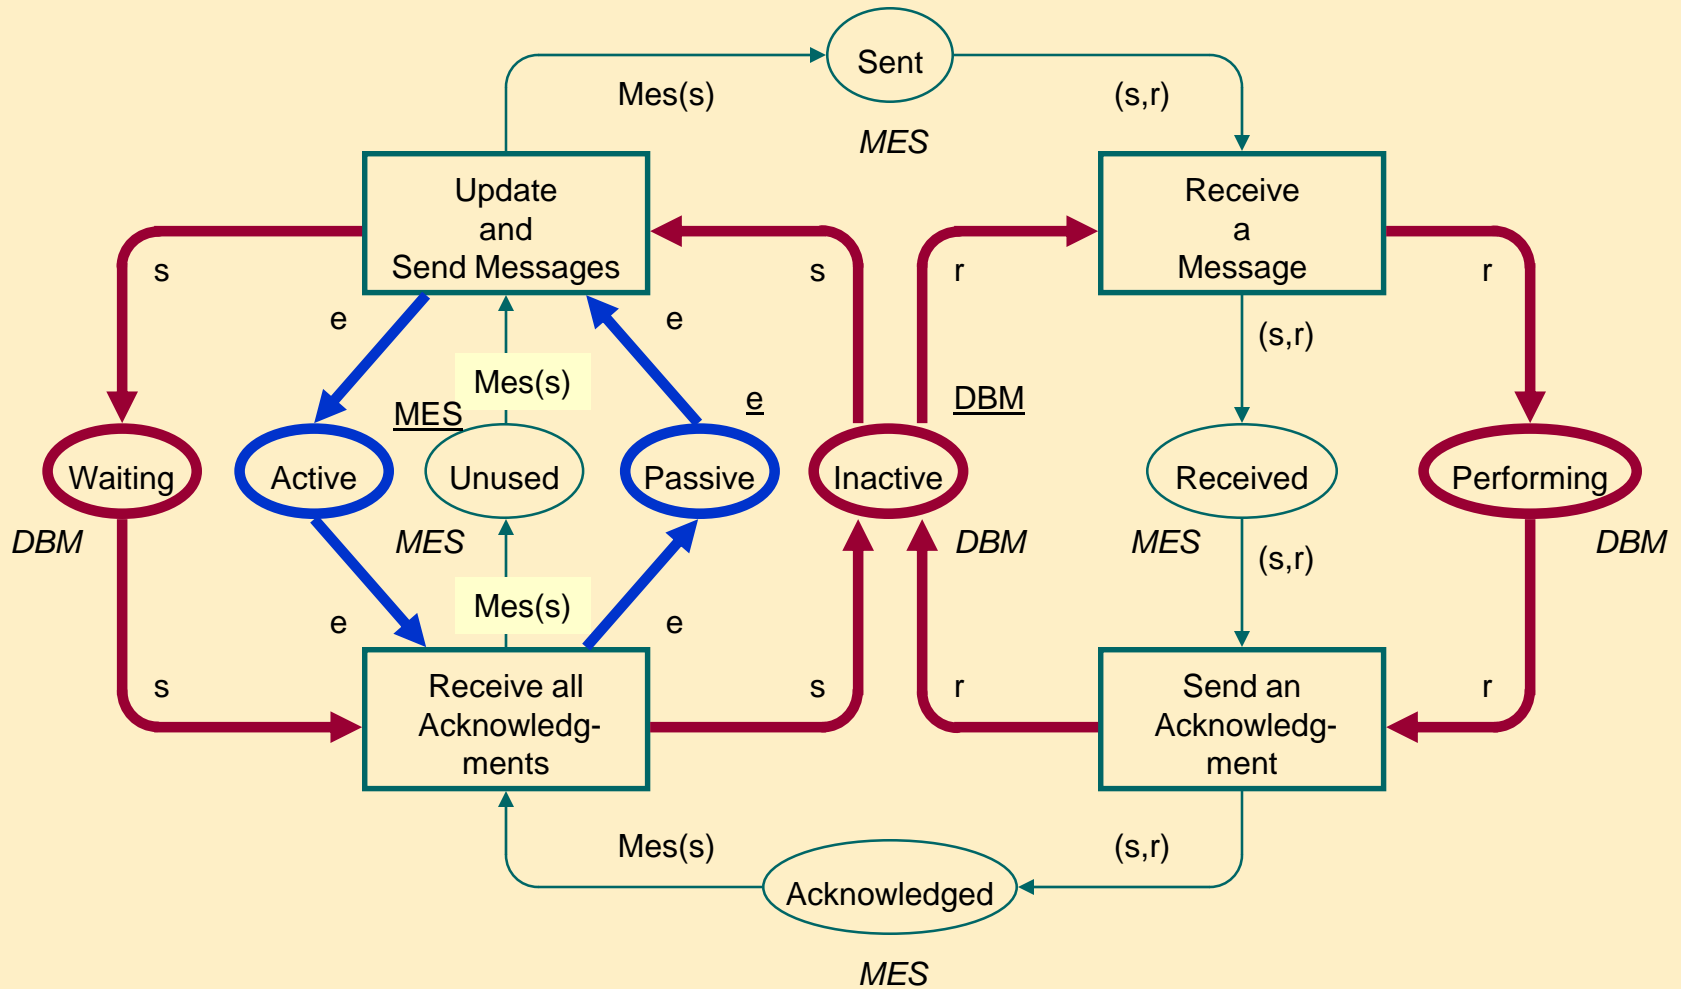 Sent
Mes(s)
(s,r)
MES
Update
and
Send Messages
Receive
a
Message
s
s
r
r
e
e
(s,r)
Mes(s)
MES
e
DBM
Waiting
Active
Unused
Passive
Inactive
Received
Performing
DBM
MES
DBM
MES
DBM
(s,r)
Mes(s)
e
e
s
s
r
r
Receive all
Acknowledg-
ments
Send an
Acknowledg-
ment
Mes(s)
(s,r)
Acknowledged
MES